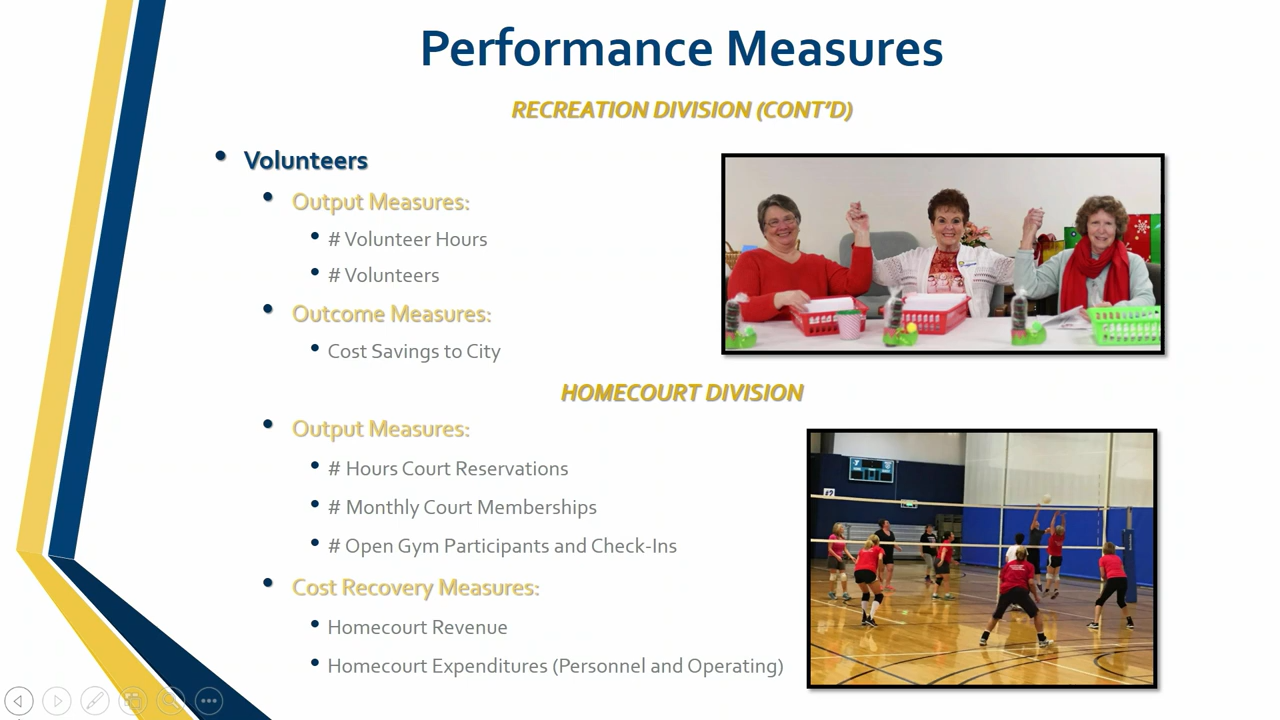 Performance Measures
RECREATION DIVISION (CONT'D)
• Volunteers
• Output Measures:
• # Volunteer Hours
• # Volunteers
• Outcome Measures:
• Cost Savings to City
HOMECOURT DIVISION
• Output Measures:
• # Hours Court Reservations
• # Monthly Court Memberships
• # Open Gym Participants and Check-Ins
• Cost Recovery Measures:
• Homecourt Revenue
• Homecourt Expenditures (Personnel and Operating)